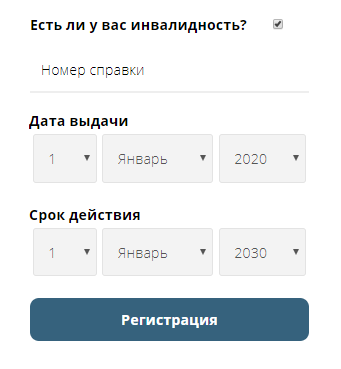 Есть ли у вас инвалидность?
Номер справки
Дата выдачи
1 Январь 2020
Срок действия
1 Январь 2030
Регистрация